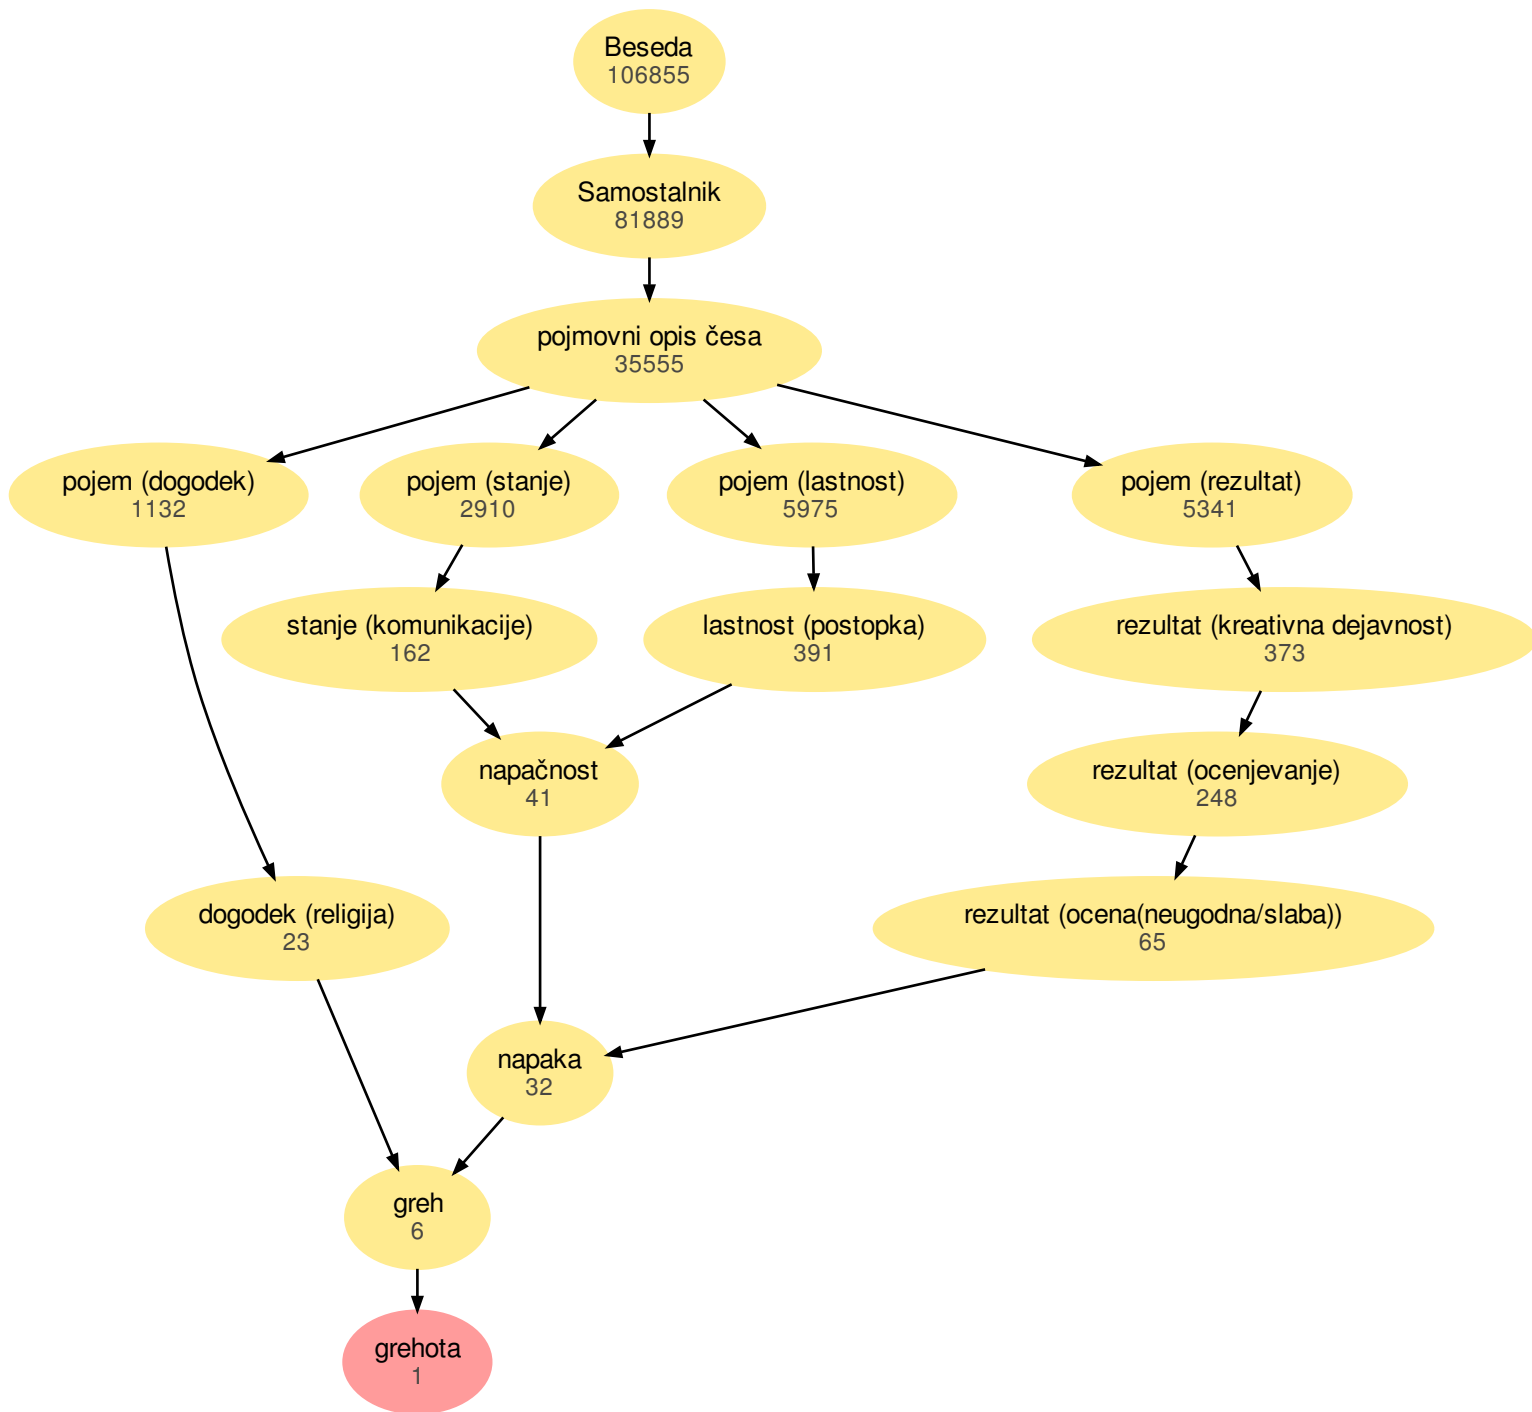 Beseda
106855
Samostalnik
81889
pojmovni opis česa
35555
pojem (dogodek)
1132
pojem (stanje)
2910
pojem (lastnost)
5975
pojem (rezultat)
5341
stanje (komunikacije)
162
lastnost (postopka)
391
rezultat (kreativna dejavnost)
373
napačnost
41
rezultat (ocenjevanje)
248
dogodek (religija)
23
rezultat (ocena(neugodna/slaba))
65
napaka
32
greh
6
grehota
1